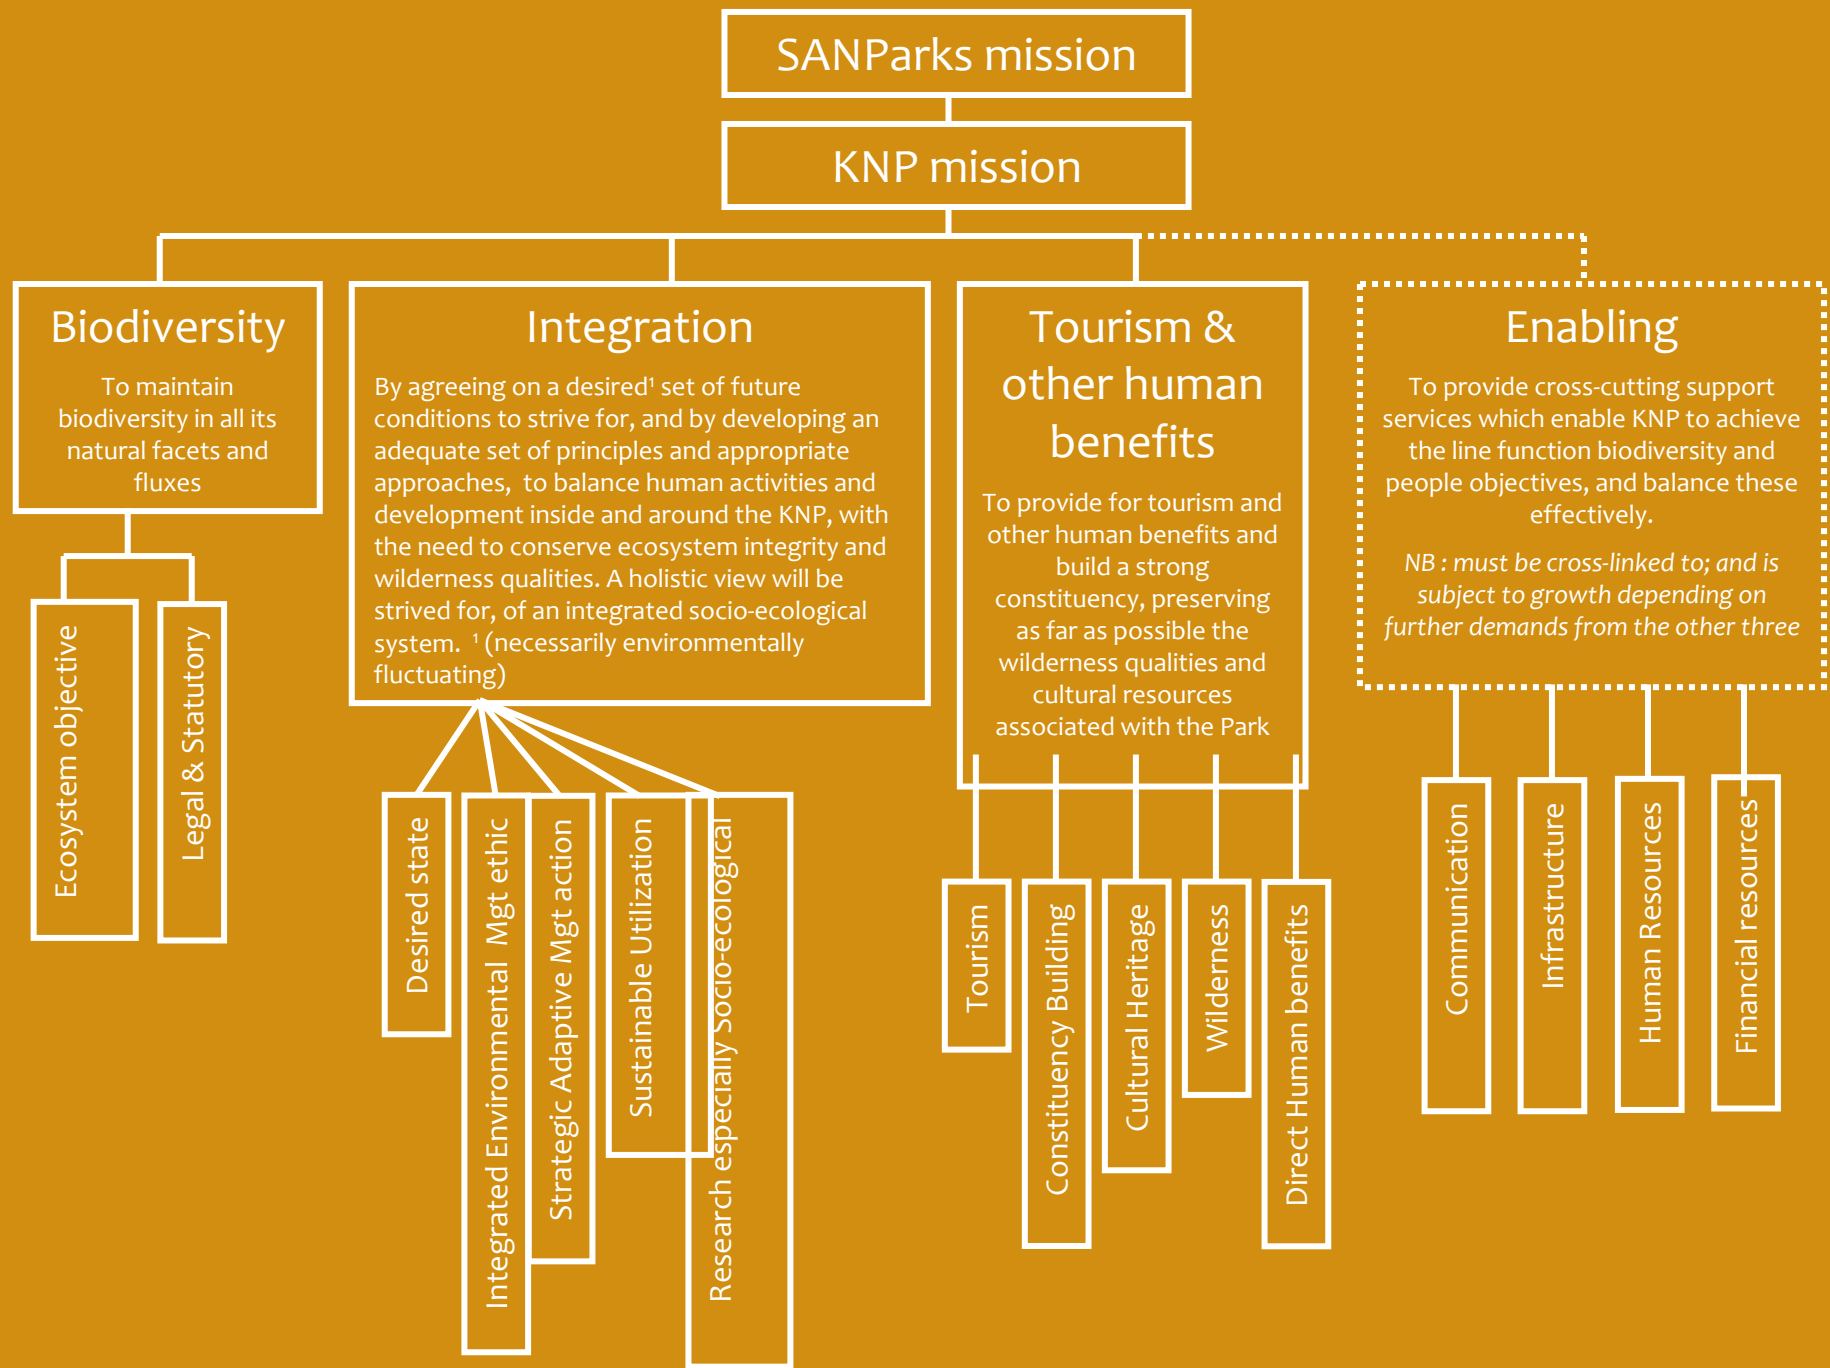 SANParks mission
KNP mission
Biodiversity
To maintain
biodiversity in all its
natural facets and
fluxes
Ecosystem objective
Legal & Statutory
Integration
By agreeing on a desired¹ set of future
conditions to strive for, and by developing an
adequate set of principles and appropriate
approaches,  to balance human activities and
development inside and around the KNP, with
the need to conserve ecosystem integrity and
wilderness qualities. A holistic view will be
strived for, of an integrated socio-ecological
system.  ¹ (necessarily environmentally
fluctuating)
Desired state
Integrated Environmental  Mgt ethic
Strategic Adaptive Mgt action
Sustainable Utilization
Research especially Socio-ecological
Tourism &
other human
benefits
To provide for tourism and
other human benefits and
build a strong
constituency, preserving
as far as possible the
wilderness qualities and
cultural resources
associated with the Park
Tourism
Constituency Building
Cultural Heritage
Wilderness
Direct Human benefits
Enabling
To provide cross-cutting support
services which enable KNP to achieve
the line function biodiversity and
people objectives, and balance these
effectively.
NB : must be cross-linked to; and is
subject to growth depending on
further demands from the other three
Communication
Infrastructure
Human Resources
Financial resources